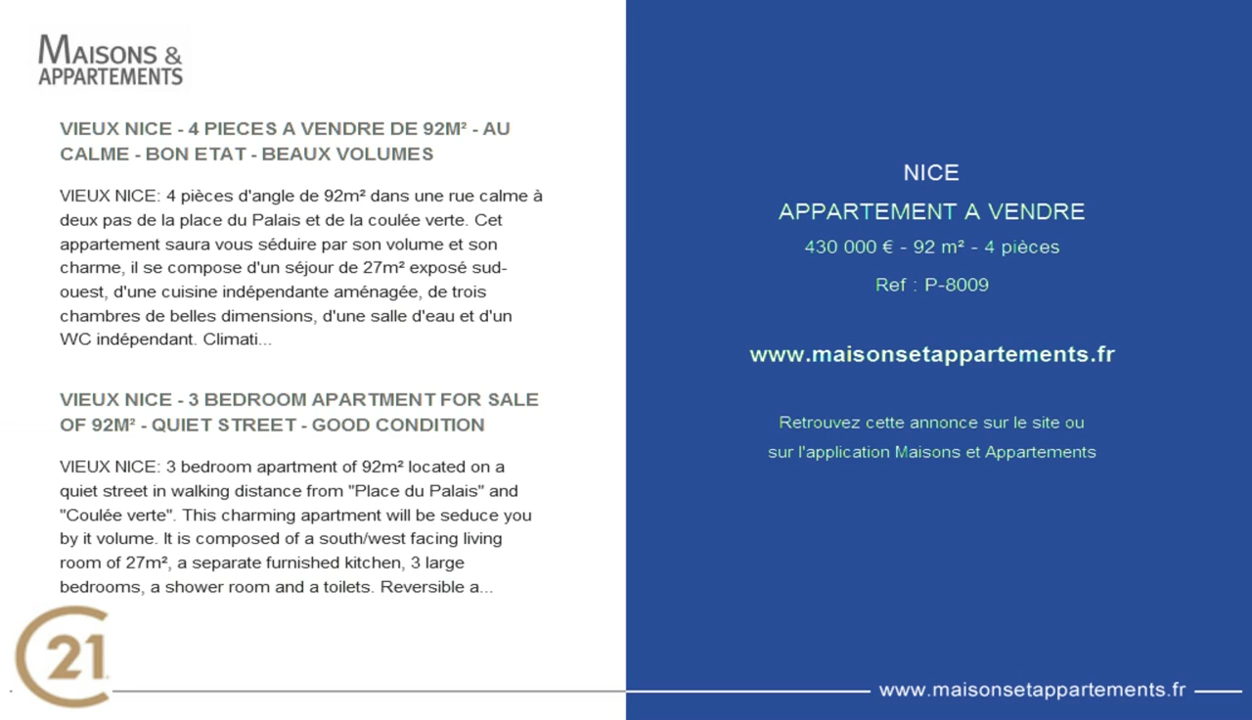 MAISONS &
APPARTEMENTS
VIEUX NICE - 4 PIECES A VENDRE DE 92M² - AU
CALME - BON ETAT - BEAUX VOLUMES
VIEUX NICE: 4 pièces d'angle de 92m² dans une rue calme à
deux pas de la place du Palais et de la coulée verte. Cet
appartement saura vous séduire par son volume et son
charme, il se compose d'un séjour de 27m² exposé sud-
ouest, d'une cuisine indépendante aménagée, de trois
chambres de belles dimensions, d'une salle d'eau et d'un
WC indépendant. Climati...
VIEUX NICE - 3 BEDROOM APARTMENT FOR SALE
OF 92M² - QUIET STREET - GOOD CONDITION
VIEUX NICE: 3 bedroom apartment of 92m² located on a
quiet street in walking distance from "Place du Palais" and
"Coulée verte". This charming apartment will be seduce you
by it volume. It is composed of a south/west facing living
room of 27m², a separate furnished kitchen, 3 large
bedrooms, a shower room and a toilets. Reversible a...
C21
NICE
APPARTEMENT A VENDRE
430 000 € - 92 m² - 4 pièces
Ref : P-8009
www.maisonsetappartements.fr
Retrouvez cette annonce sur le site ou
sur l'application Maisons et Appartements
www.maisonsetappartements.fr